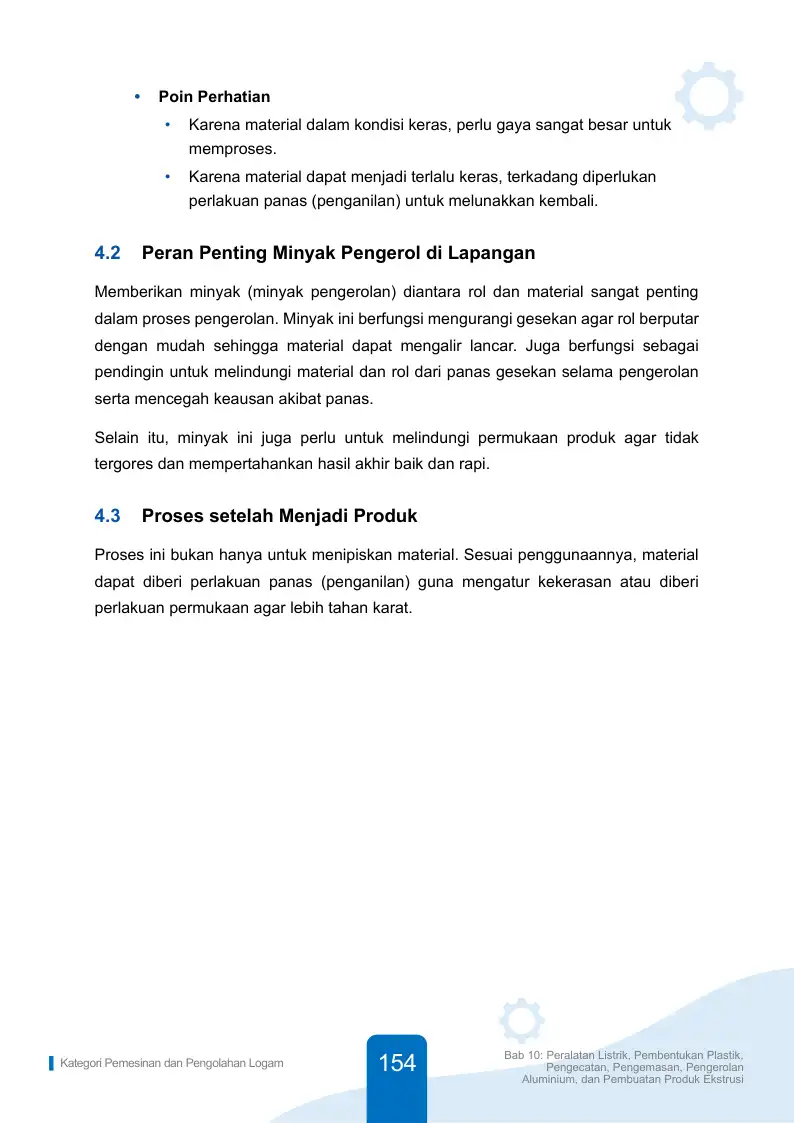 • Poin Perhatian
• Karena material dalam kondisi keras, perlu gaya sangat besar untuk
memproses.
• Karena material dapat menjadi terlalu keras, terkadang diperlukan
perlakuan panas (penganilan) untuk melunakkan kembali.
4.2 Peran Penting Minyak Pengerol di Lapangan
Memberikan minyak (minyak pengerolan) diantara rol dan material sangat penting
dalam proses pengerolan. Minyak ini berfungsi mengurangi gesekan agar rol berputar
dengan mudah sehingga material dapat mengalir lancar. Juga berfungsi sebagai
pendingin untuk melindungi material dan rol dari panas gesekan selama pengerolan
serta mencegah keausan akibat panas.
Selain itu, minyak ini juga perlu untuk melindungi permukaan produk agar tidak
tergores dan mempertahankan hasil akhir baik dan rapi.
4.3 Proses setelah Menjadi Produk
Proses ini bukan hanya untuk menipiskan material. Sesuai penggunaannya, material
dapat diberi perlakuan panas (penganilan) guna mengatur kekerasan atau diberi
perlakuan permukaan agar lebih tahan karat.
Kategori Pemesinan dan Pengolahan Logam
154
Bab 10: Peralatan Listrik, Pembentukan Plastik,
Pengecatan, Pengemasan, Pengerolan
Aluminium, dan Pembuatan Produk Ekstrusi